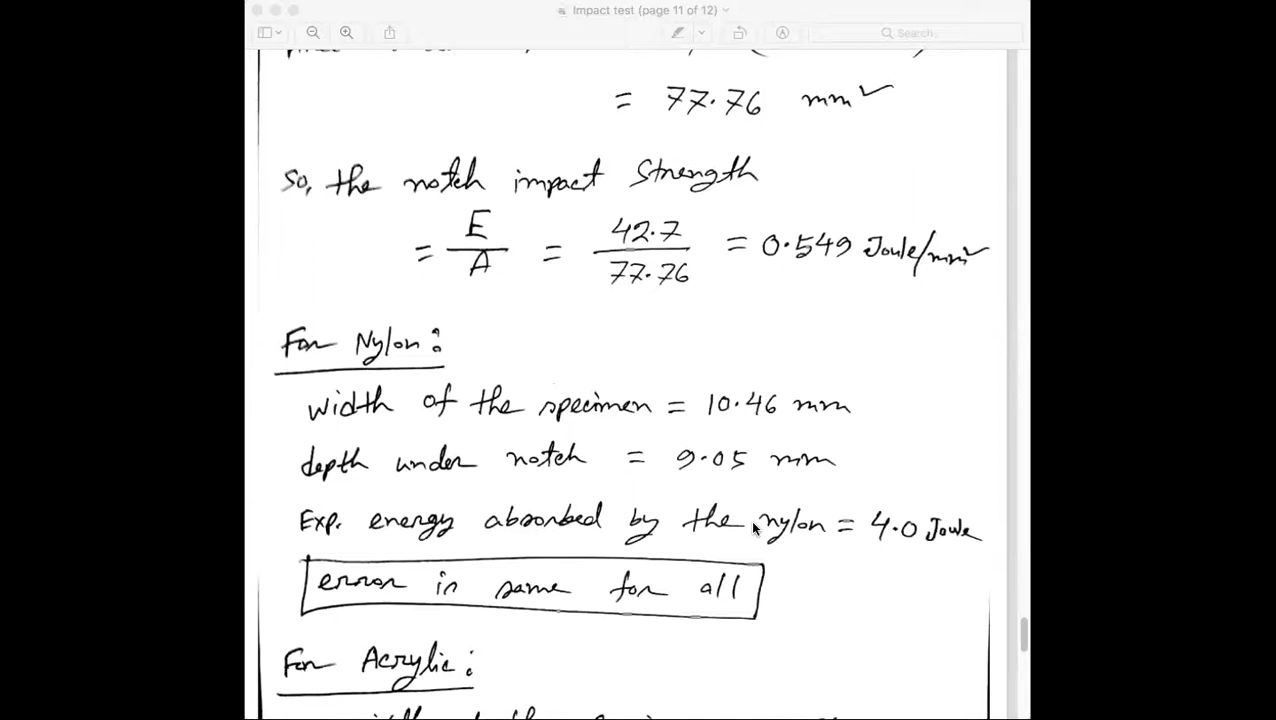 Impact test (page 11 of 12)
Search
= 77.76 mm²
So, the notch impact Strength
= E/A = 42.7/77.76 = 0.549 Joule/mm²
For Nylon:
width of the specimen = 10.46 mm
depth under notch = 9.05 mm
Exp. energy absorbed by the nylon = 4.0 Joule
error is same for all
For Acrylic: